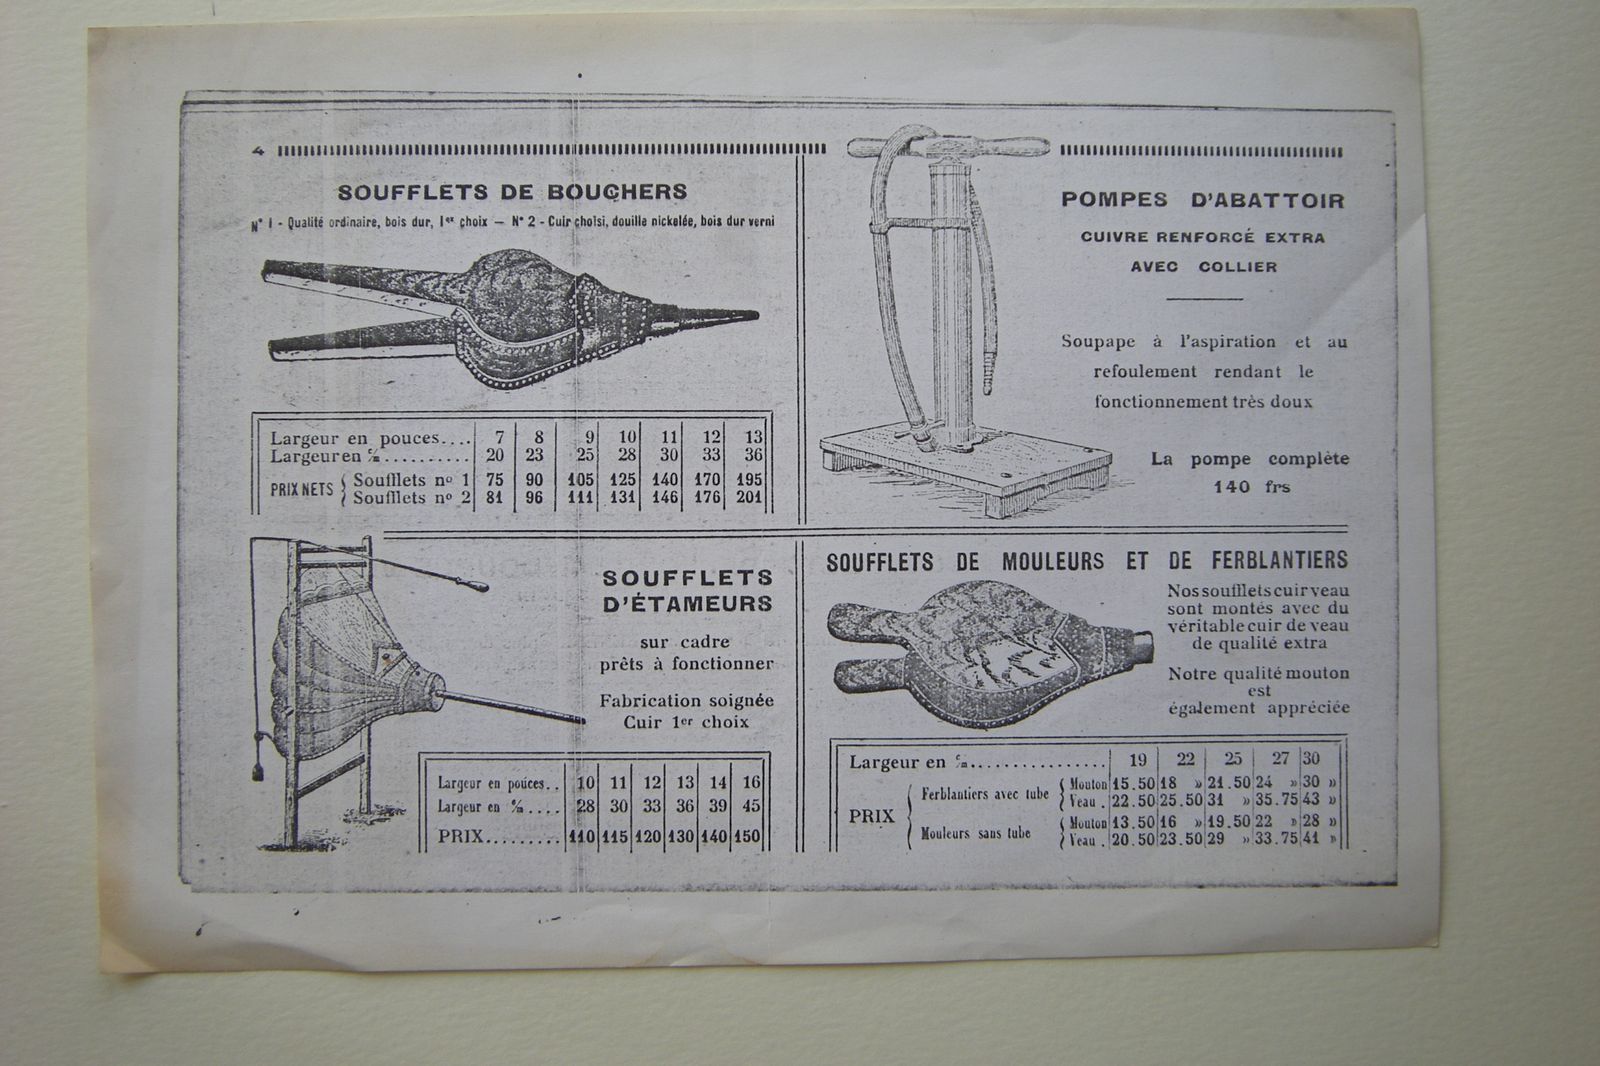 4
SOUFFLETS DE BOUCHERS
N° 1 - Qualité ordinaire, bois dur, 1er choix — N° 2 - Cuir choisi, douille nickelée, bois dur verni
Largeur en pouces.... 7 8 9 10 11 12 13
Largeur en c/m.......... 20 23 25 28 30 33 36
PRIX NETS { Soufflets n° 1 75 90 105 125 140 170 195
Soufflets n° 2 81 96 111 131 146 176 201
POMPES D'ABATTOIR
CUIVRE RENFORCÉ EXTRA
AVEC COLLIER
Soupape à l'aspiration et au
refoulement rendant le
fonctionnement très doux
La pompe complète
140 frs
SOUFFLETS
D'ÉTAMEURS
sur cadre
prêts à fonctionner
Fabrication soignée
Cuir 1er choix
Largeur en pouces.. 10 11 12 13 14 16
Largeur en c/m.... 28 30 33 36 39 45
PRIX......... 110 115 120 130 140 150
SOUFFLETS DE MOULEURS ET DE FERBLANTIERS
Nos soufflets cuir veau
sont montés avec du
véritable cuir de veau
de qualité extra
Notre qualité mouton
est
également appréciée
Largeur en c/m................ 19 22 25 27 30
PRIX { Ferblantiers avec tube { Mouton 15.50 18 » 21.50 24 » 30 »
Veau . 22.50 25.50 31 » 35.75 43 »
Mouleurs sans tube { Mouton 13.50 16 » 19.50 22 » 28 »
Veau . 20.50 23.50 29 » 33.75 41 »